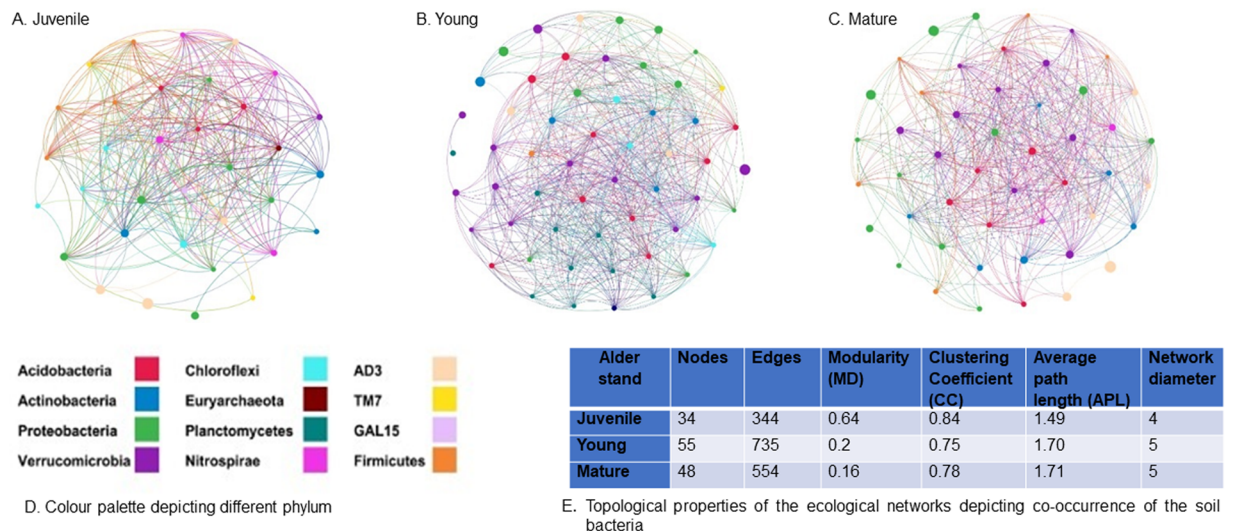 A. Juvenile
B. Young
C. Mature
Acidobacteria Chloroflexi AD3
Actinobacteria Euryarchaeota TM7
Proteobacteria Planctomycetes GAL15
Verrucomicrobia Nitrospirae Firmicutes
D. Colour palette depicting different phylum
Alder stand Nodes Edges Modularity (MD) Clustering Coefficient (CC) Average path length (APL) Network diameter
Juvenile 34 344 0.64 0.84 1.49 4
Young 55 735 0.2 0.75 1.70 5
Mature 48 554 0.16 0.78 1.71 5
E. Topological properties of the ecological networks depicting co-occurrence of the soil
bacteria